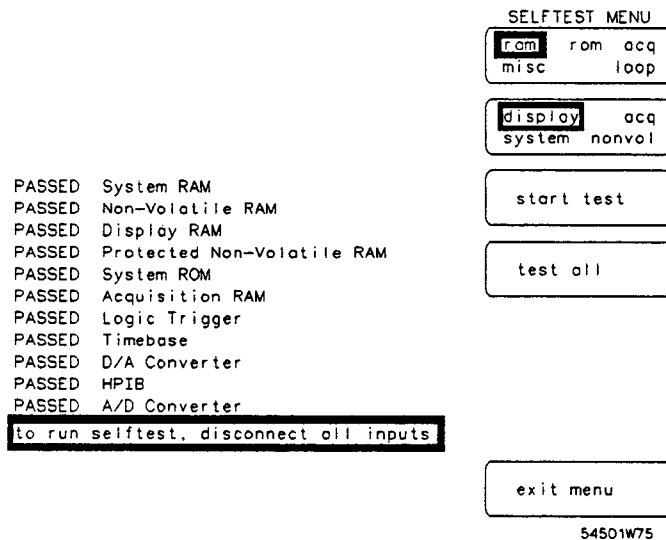 SELFTEST MENU
ram rom acq
misc loop
display acq
system nonvol
start test
test all
PASSED System RAM
PASSED Non-Volatile RAM
PASSED Display RAM
PASSED Protected Non-Volatile RAM
PASSED System ROM
PASSED Acquisition RAM
PASSED Logic Trigger
PASSED Timebase
PASSED D/A Converter
PASSED HPIB
PASSED A/D Converter
to run selftest, disconnect all inputs
exit menu
54501W75